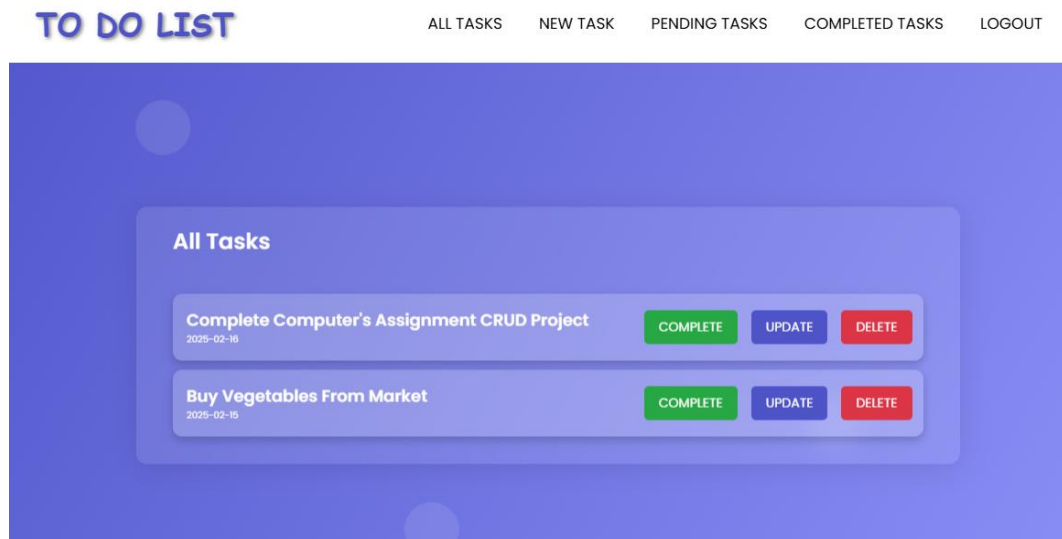 TO DO LIST
ALL TASKS NEW TASK PENDING TASKS COMPLETED TASKS LOGOUT
All Tasks
Complete Computer's Assignment CRUD Project
2025-02-16
COMPLETE UPDATE DELETE
Buy Vegetables From Market
2025-02-15
COMPLETE UPDATE DELETE